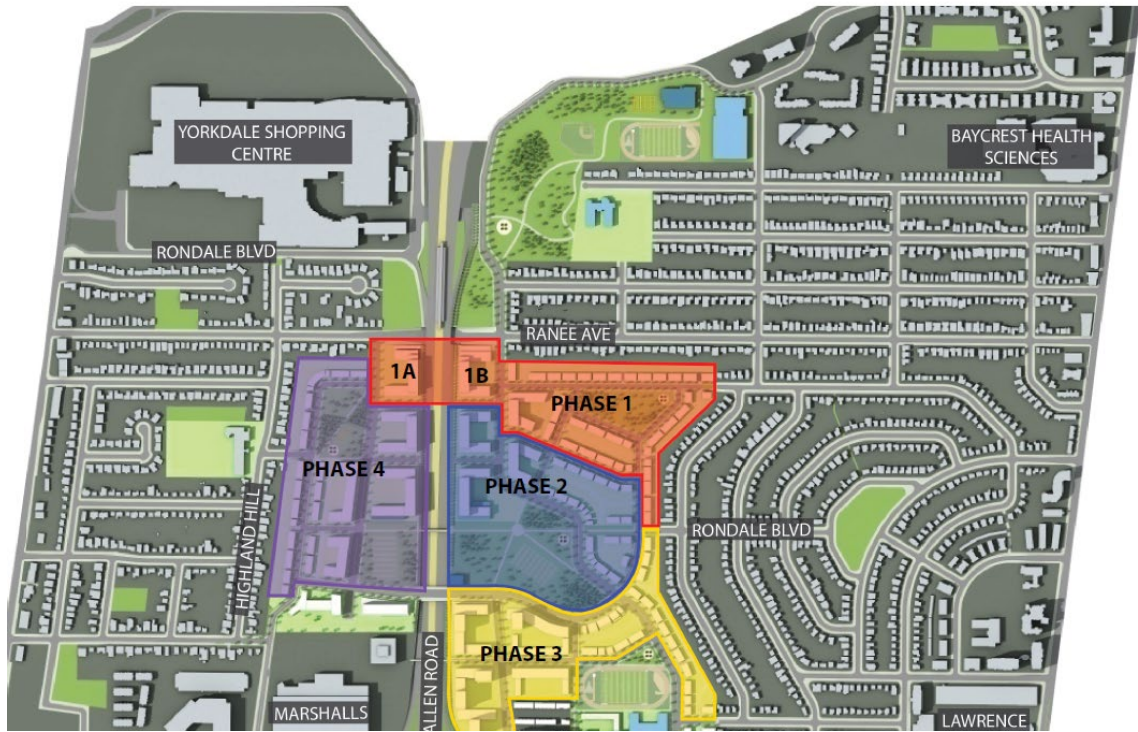 YORKDALE SHOPPING
CENTRE
BAYCREST HEALTH
SCIENCES
RONDALE BLVD
RANEE AVE
1A
1B
PHASE 1
PHASE 4
PHASE 2
HIGHLAND HILL
RONDALE BLVD
PHASE 3
ALLEN ROAD
MARSHALLS
LAWRENCE